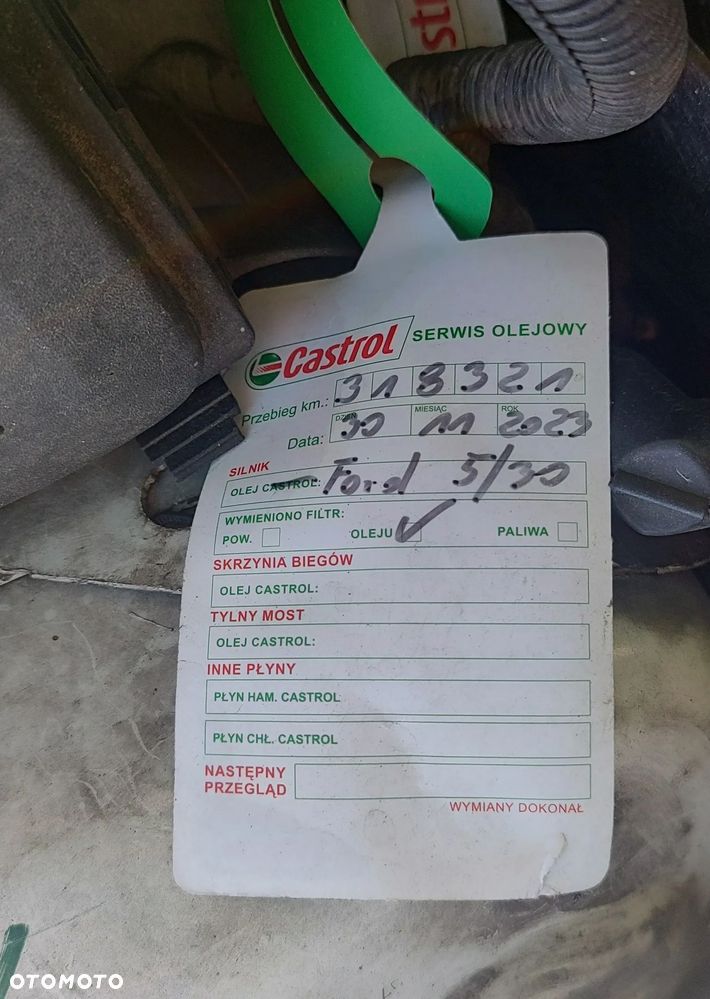 str
Castrol SERWIS OLEJOWY
Przebieg km.: 318321
DZIEŃ MIESIĄC ROK
Data: 30 11 2023
SILNIK
OLEJ CASTROL: Ford 5/30
WYMIENIONO FILTR:
POW. OLEJU ✓ PALIWA
SKRZYNIA BIEGÓW
OLEJ CASTROL:
TYLNY MOST
OLEJ CASTROL:
INNE PŁYNY
PŁYN HAM. CASTROL
PŁYN CHŁ. CASTROL
NASTĘPNY
PRZEGLĄD
WYMIANY DOKONAŁ
OTOMOTO